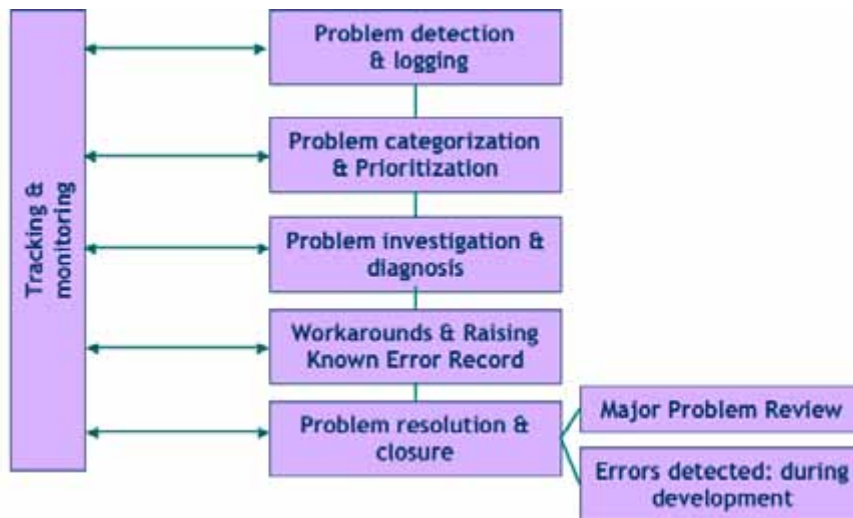 Tracking &
monitoring
Problem detection
& logging
Problem categorization
& Prioritization
Problem investigation &
diagnosis
Workarounds & Raising
Known Error Record
Problem resolution &
closure
Major Problem Review
Errors detected: during
development